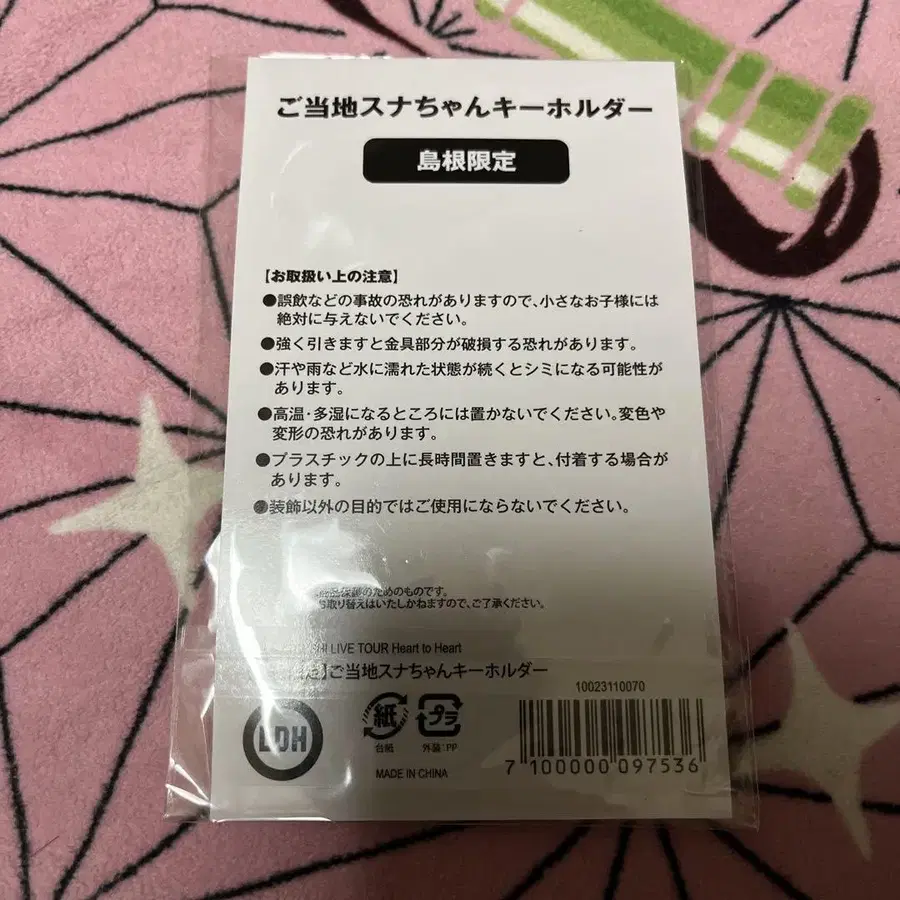 ご当地スナちゃんキーホルダー
島根限定
【お取扱い上の注意】
●誤飲などの事故の恐れがありますので、小さなお子様には
絶対に与えないでください。
●強く引きますと金具部分が破損する恐れがあります。
●汗や雨など水に濡れた状態が続くとシミになる可能性が
あります。
●高温・多湿になるところには置かないでください。変色や
変形の恐れがあります。
●プラスチックの上に長時間置きますと、付着する場合が
あります。
●装飾以外の目的ではご使用にならないでください。
保護のためのものです。
お取り替えはいたしかねますので、ご了承ください。
LIVE TOUR Heart to Heart
ご当地スナちゃんキーホルダー
10023110070
LDH
紙
プラ
台紙
外装:PP
MADE IN CHINA
7 100000 097536